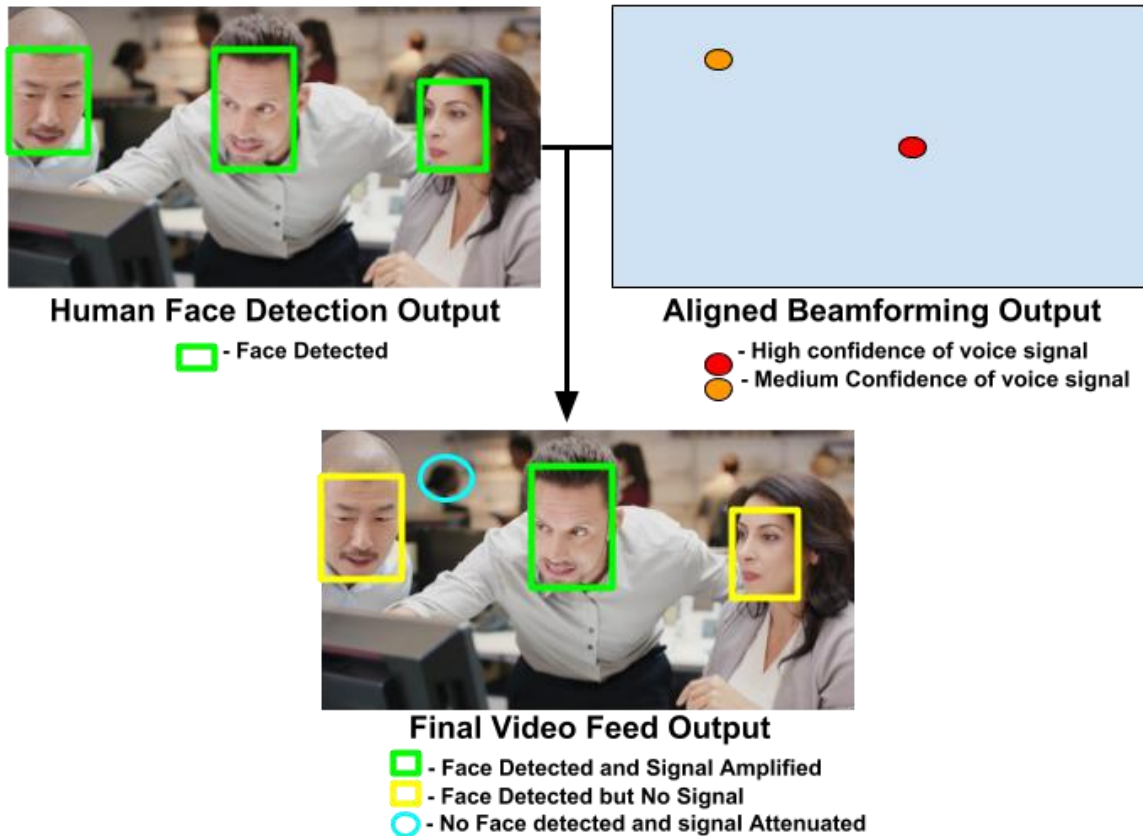 Human Face Detection Output
- Face Detected
Aligned Beamforming Output
- High confidence of voice signal
- Medium Confidence of voice signal
Final Video Feed Output
- Face Detected and Signal Amplified
- Face Detected but No Signal
- No Face detected and signal Attenuated